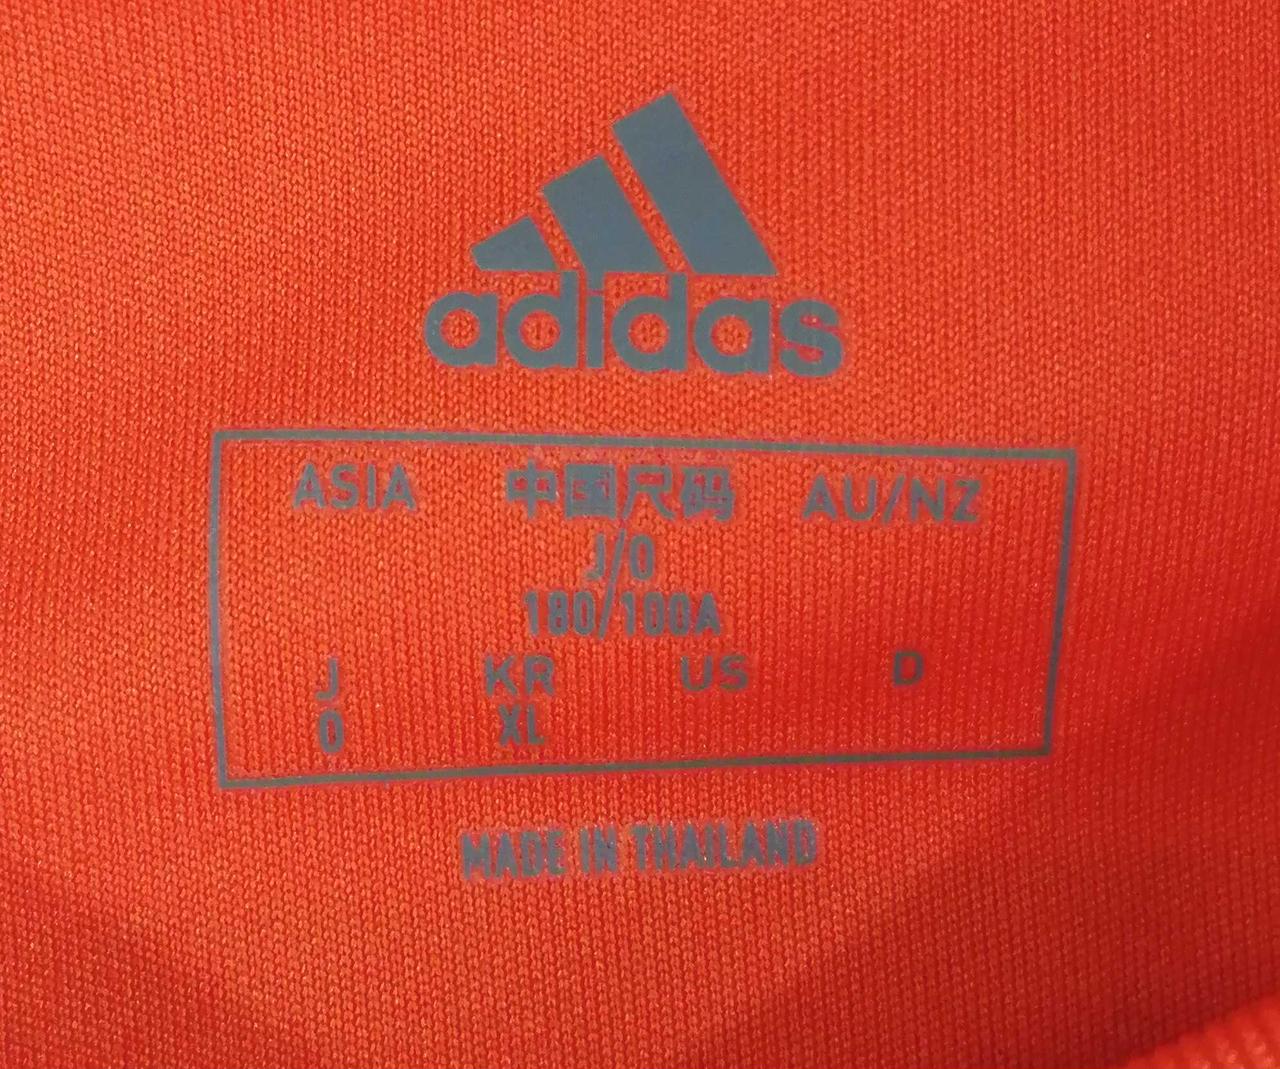 adidas
ASIA 中国尺码 AU/NZ
J/O
180/100A
J KR US D
O XL
MADE IN THAILAND